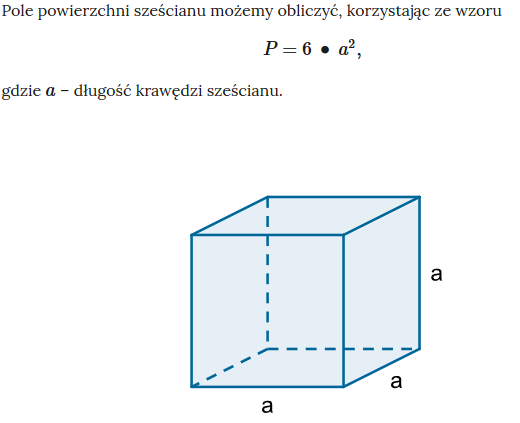 Pole powierzchni sześcianu możemy obliczyć, korzystając ze wzoru
P = 6 • a²,
gdzie a – długość krawędzi sześcianu.
a
a
a